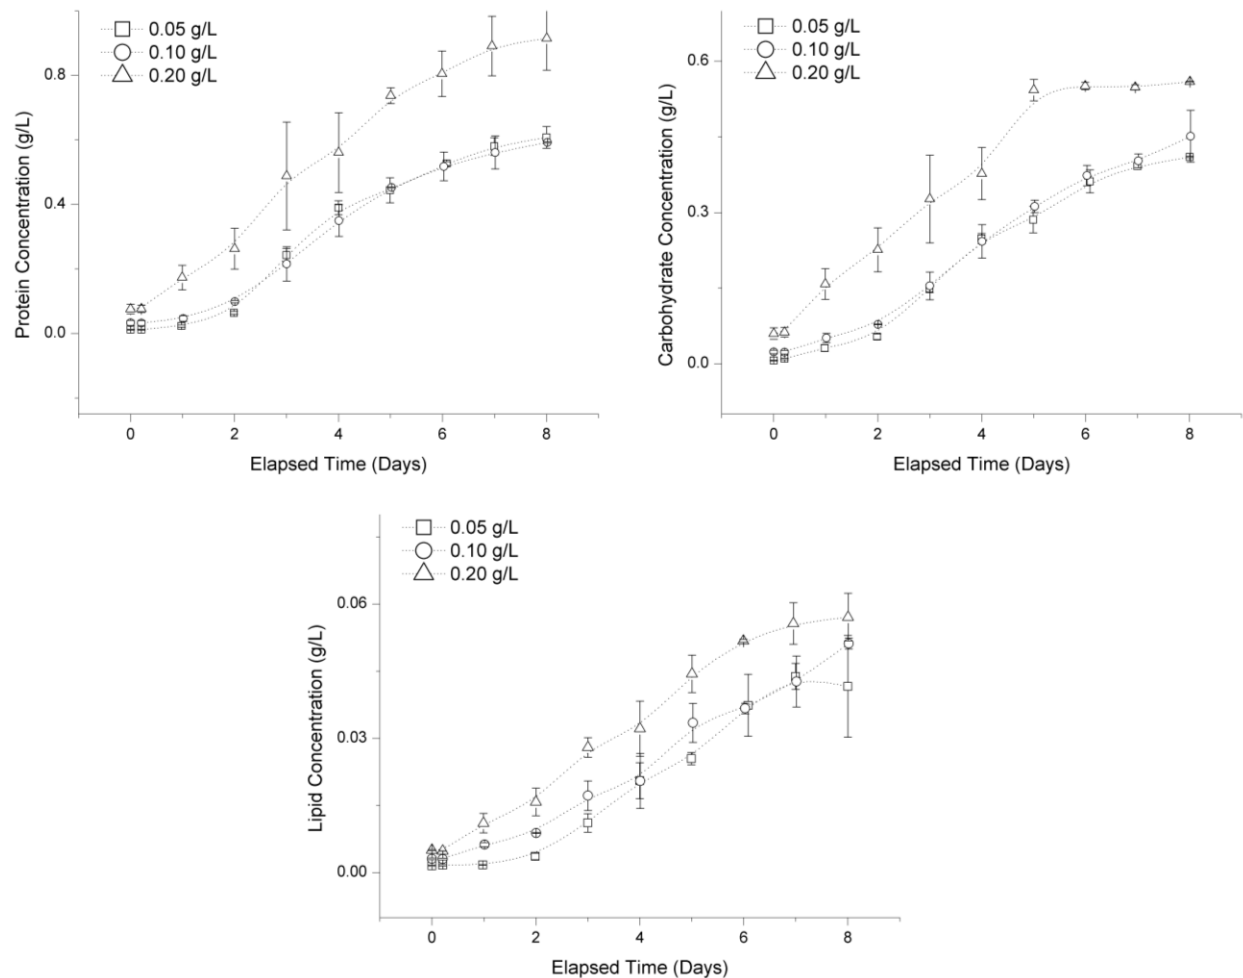 0.05 g/L
0.10 g/L
0.20 g/L
0.8
0.4
0.0
Protein Concentration (g/L)
0 2 4 6 8
Elapsed Time (Days)
0.05 g/L
0.10 g/L
0.20 g/L
0.6
0.3
0.0
Carbohydrate Concentration (g/L)
0 2 4 6 8
Elapsed Time (Days)
0.05 g/L
0.10 g/L
0.20 g/L
0.06
0.03
0.00
Lipid Concentration (g/L)
0 2 4 6 8
Elapsed Time (Days)